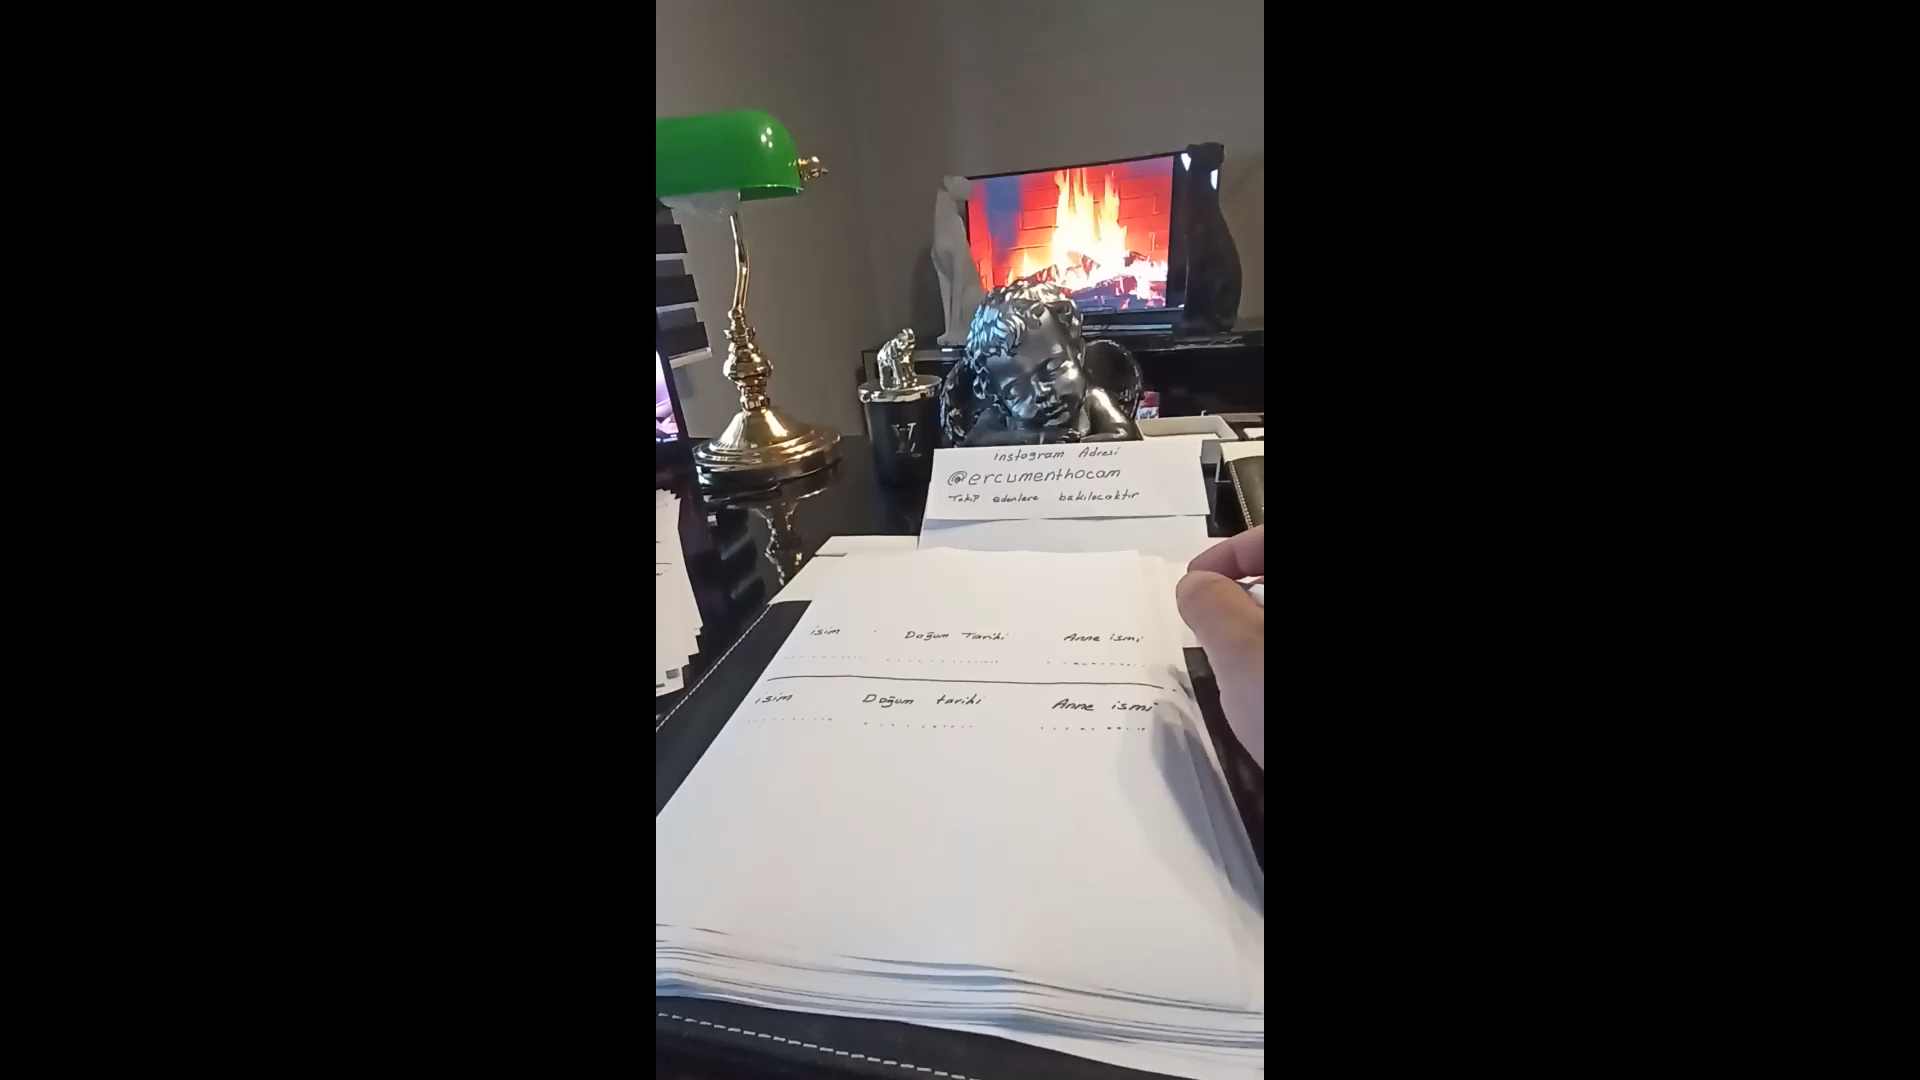 instagram Adresi
@ercumenthocam
Takip edenlere bakılacaktır
isim Doğum Tarihi Anne ismi
isim Doğum tarihi Anne ismi